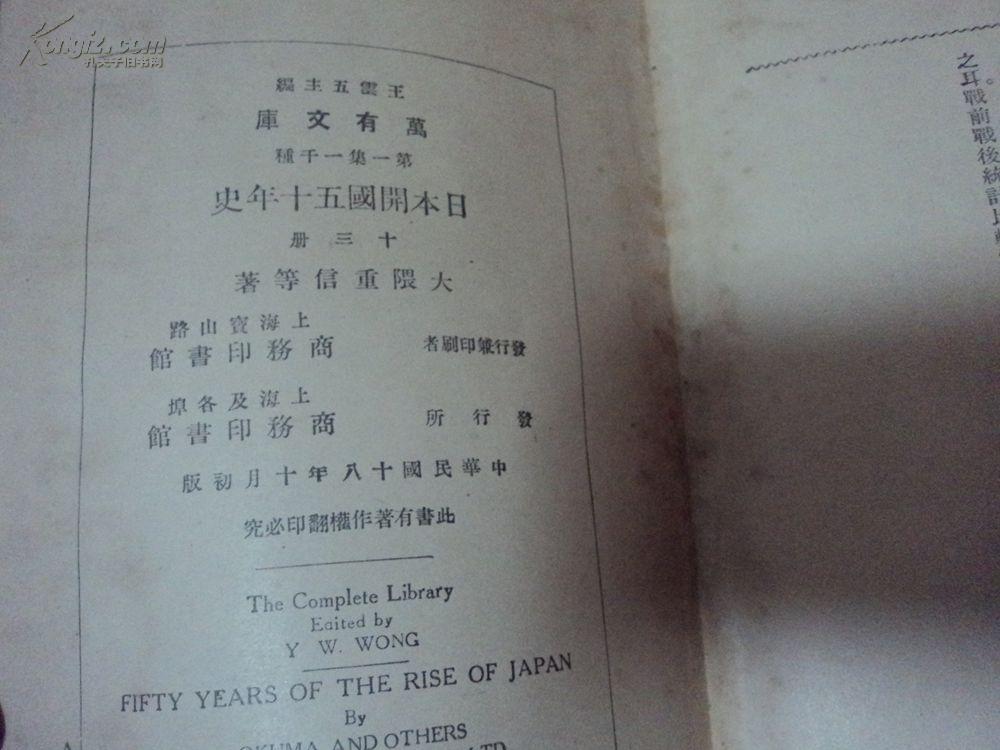 Kongfz.com
孔夫子旧书网
王雲五主編
萬有文庫
第一集一千種
日本開國五十年史
十三册
大隈重信等著
發行兼印刷者
上海寶山路
商務印書館
發行所
上海及各埠
商務印書館
中華民國十八年十月初版
此書有著作權翻印必究
The Complete Library
Edited by
Y. W. WONG
FIFTY YEARS OF THE RISE OF JAPAN
By
OKUMA AND OTHERS
LTD
之耳。戰前戰後統計